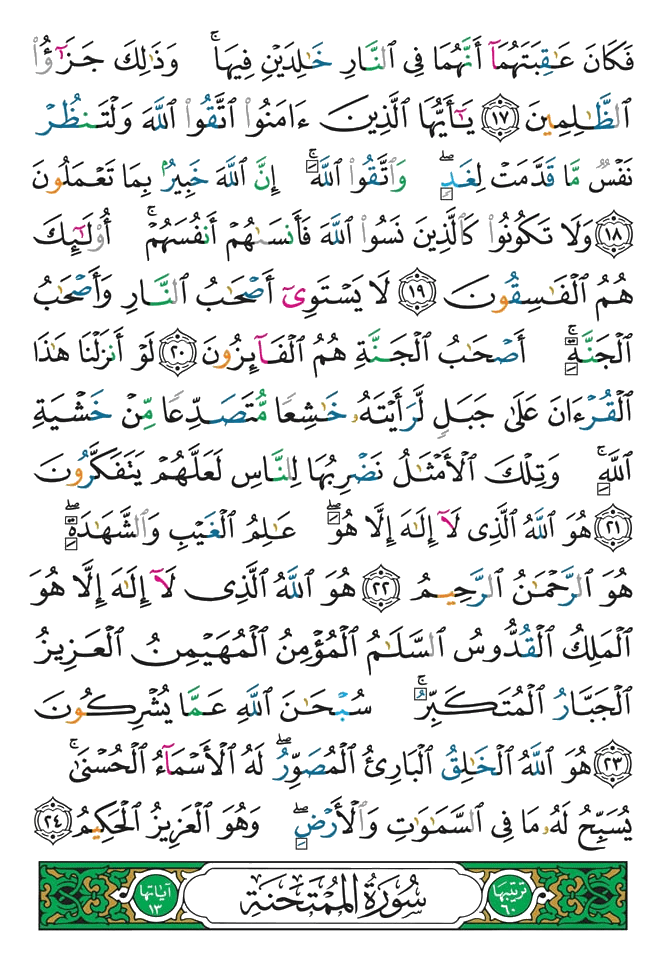 فَكَانَ عَـٰقِبَتَهُمَآ أَنَّهُمَا فِى ٱلنَّارِ خَـٰلِدَيْنِ فِيهَا ۚ وَذَٰلِكَ جَزَـٰٓؤُا۟
ٱلظَّـٰلِمِينَ ١٧ يَـٰٓأَيُّهَا ٱلَّذِينَ ءَامَنُوا۟ ٱتَّقُوا۟ ٱللَّهَ وَلْتَنظُرْ
نَفْسٌ مَّا قَدَّمَتْ لِغَدٍ ۖ وَٱتَّقُوا۟ ٱللَّهَ ۚ إِنَّ ٱللَّهَ خَبِيرٌۢ بِمَا تَعْمَلُونَ
١٨ وَلَا تَكُونُوا۟ كَٱلَّذِينَ نَسُوا۟ ٱللَّهَ فَأَنسَىٰهُمْ أَنفُسَهُمْ ۚ أُو۟لَـٰٓئِكَ
هُمُ ٱلْفَـٰسِقُونَ ١٩ لَا يَسْتَوِىٓ أَصْحَـٰبُ ٱلنَّارِ وَأَصْحَـٰبُ
ٱلْجَنَّةِ ۚ أَصْحَـٰبُ ٱلْجَنَّةِ هُمُ ٱلْفَآئِزُونَ ٢٠ لَوْ أَنزَلْنَا هَـٰذَا
ٱلْقُرْءَانَ عَلَىٰ جَبَلٍ لَّرَأَيْتَهُۥ خَـٰشِعًا مُّتَصَدِّعًا مِّنْ خَشْيَةِ
ٱللَّهِ ۚ وَتِلْكَ ٱلْأَمْثَـٰلُ نَضْرِبُهَا لِلنَّاسِ لَعَلَّهُمْ يَتَفَكَّرُونَ
٢١ هُوَ ٱللَّهُ ٱلَّذِى لَآ إِلَـٰهَ إِلَّا هُوَ ۖ عَـٰلِمُ ٱلْغَيْبِ وَٱلشَّهَـٰدَةِ ۖ
هُوَ ٱلرَّحْمَـٰنُ ٱلرَّحِيمُ ٢٢ هُوَ ٱللَّهُ ٱلَّذِى لَآ إِلَـٰهَ إِلَّا هُوَ
ٱلْمَلِكُ ٱلْقُدُّوسُ ٱلسَّلَـٰمُ ٱلْمُؤْمِنُ ٱلْمُهَيْمِنُ ٱلْعَزِيزُ
ٱلْجَبَّارُ ٱلْمُتَكَبِّرُ ۚ سُبْحَـٰنَ ٱللَّهِ عَمَّا يُشْرِكُونَ
٢٣ هُوَ ٱللَّهُ ٱلْخَـٰلِقُ ٱلْبَارِئُ ٱلْمُصَوِّرُ ۖ لَهُ ٱلْأَسْمَآءُ ٱلْحُسْنَىٰ ۚ
يُسَبِّحُ لَهُۥ مَا فِى ٱلسَّمَـٰوَٰتِ وَٱلْأَرْضِ ۖ وَهُوَ ٱلْعَزِيزُ ٱلْحَكِيمُ ٢٤
ترتيبها ٦٠ سُورَةُ الْمُمْتَحنَةِ آياتها ١٣